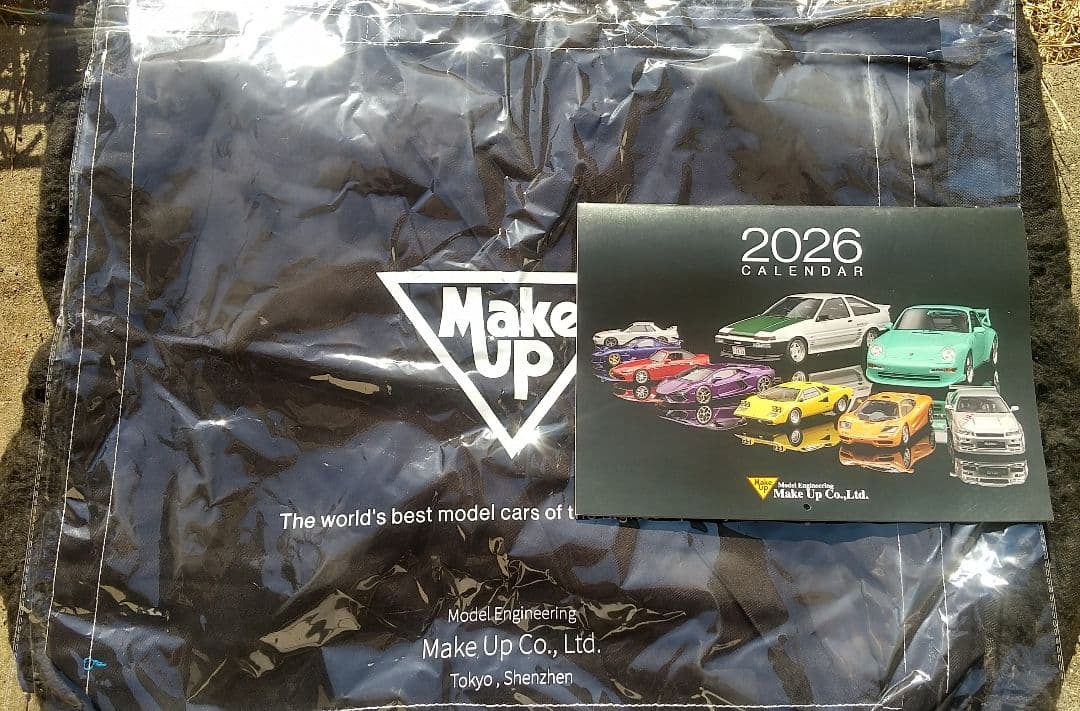 Make
Up
The world's best model cars of
Model Engineering
Make Up Co., Ltd.
Tokyo , Shenzhen
2026
CALENDAR
Make
Up
Model Engineering
Make Up Co.,Ltd.